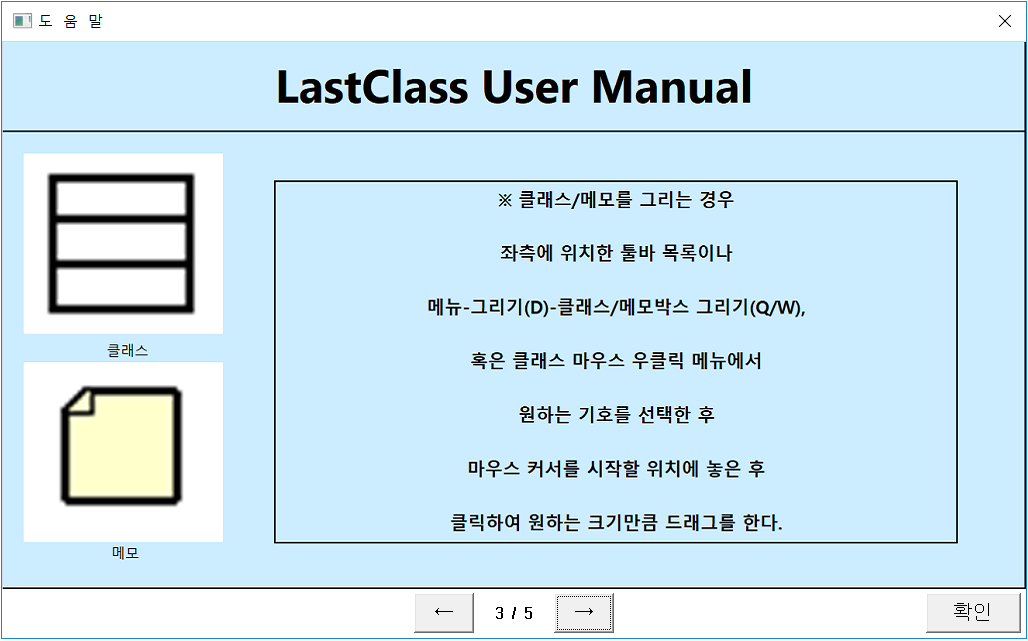 도 움 말
LastClass User Manual
클래스
메모
※ 클래스/메모를 그리는 경우
좌측에 위치한 툴바 목록이나
메뉴-그리기(D)-클래스/메모박스 그리기(Q/W),
혹은 클래스 마우스 우클릭 메뉴에서
원하는 기호를 선택한 후
마우스 커서를 시작할 위치에 놓은 후
클릭하여 원하는 크기만큼 드래그를 한다.
← 3 / 5 →
확인